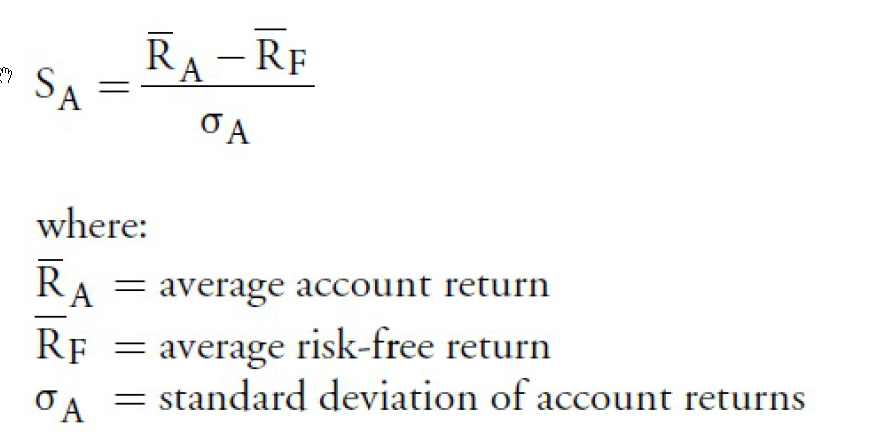 S_A = (R̅_A − R̅_F) / σ_A
where:
R̅_A = average account return
R̅_F = average risk-free return
σ_A = standard deviation of account returns